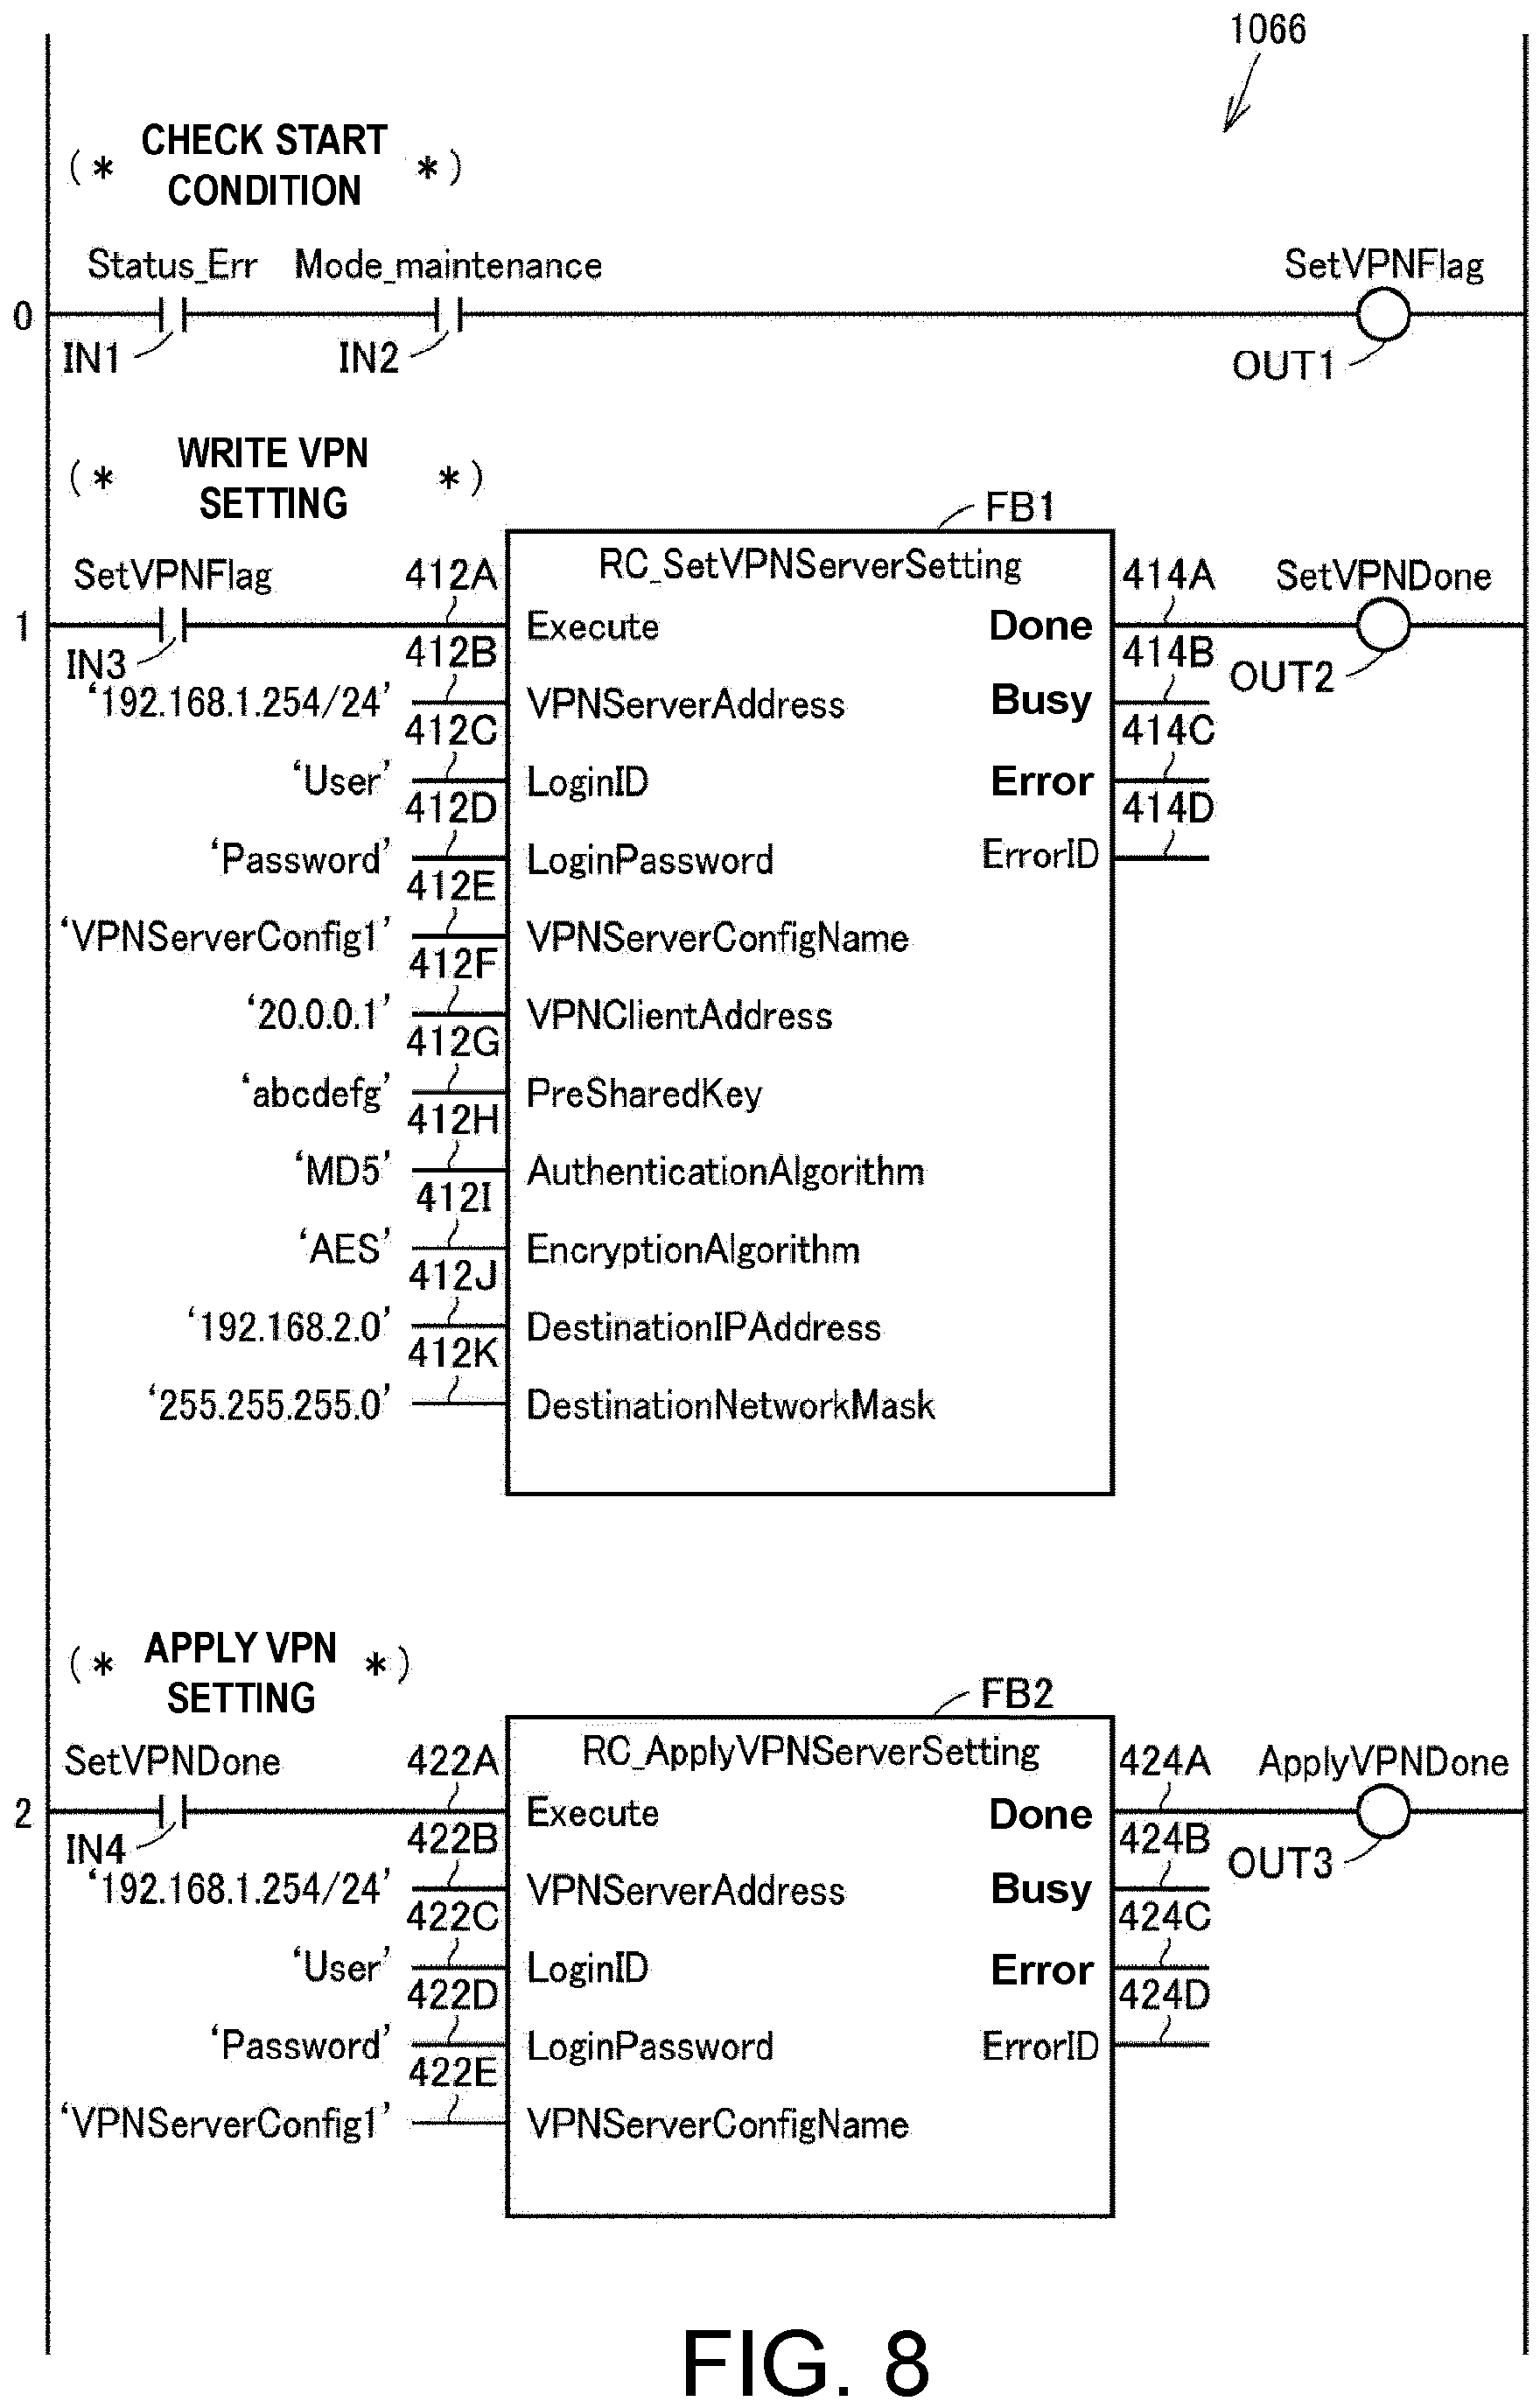 1066
(* CHECK START *)
CONDITION
Status_Err Mode_maintenance SetVPNFlag
0
IN1 IN2 OUT1
(* WRITE VPN *)
SETTING
FB1
SetVPNFlag 412A RC_SetVPNServerSetting 414A SetVPNDone
1 Execute Done
IN3 412B 414B OUT2
‘192.168.1.254/24’ VPNServerAddress Busy
412C 414C
‘User’ LoginID Error
412D 414D
‘Password’ LoginPassword ErrorID
412E
‘VPNServerConfig1’ VPNServerConfigName
412F
‘20.0.0.1’ VPNClientAddress
412G
‘abcdefg’ PreSharedKey
412H
‘MD5’ AuthenticationAlgorithm
412I
‘AES’ EncryptionAlgorithm
412J
‘192.168.2.0’ DestinationIPAddress
412K
‘255.255.255.0’ DestinationNetworkMask
(* APPLY VPN *)
SETTING
FB2
SetVPNDone 422A RC_ApplyVPNServerSetting 424A ApplyVPNDone
2 Execute Done
IN4 422B 424B OUT3
‘192.168.1.254/24’ VPNServerAddress Busy
422C 424C
‘User’ LoginID Error
422D 424D
‘Password’ LoginPassword ErrorID
422E
‘VPNServerConfig1’ VPNServerConfigName
FIG. 8